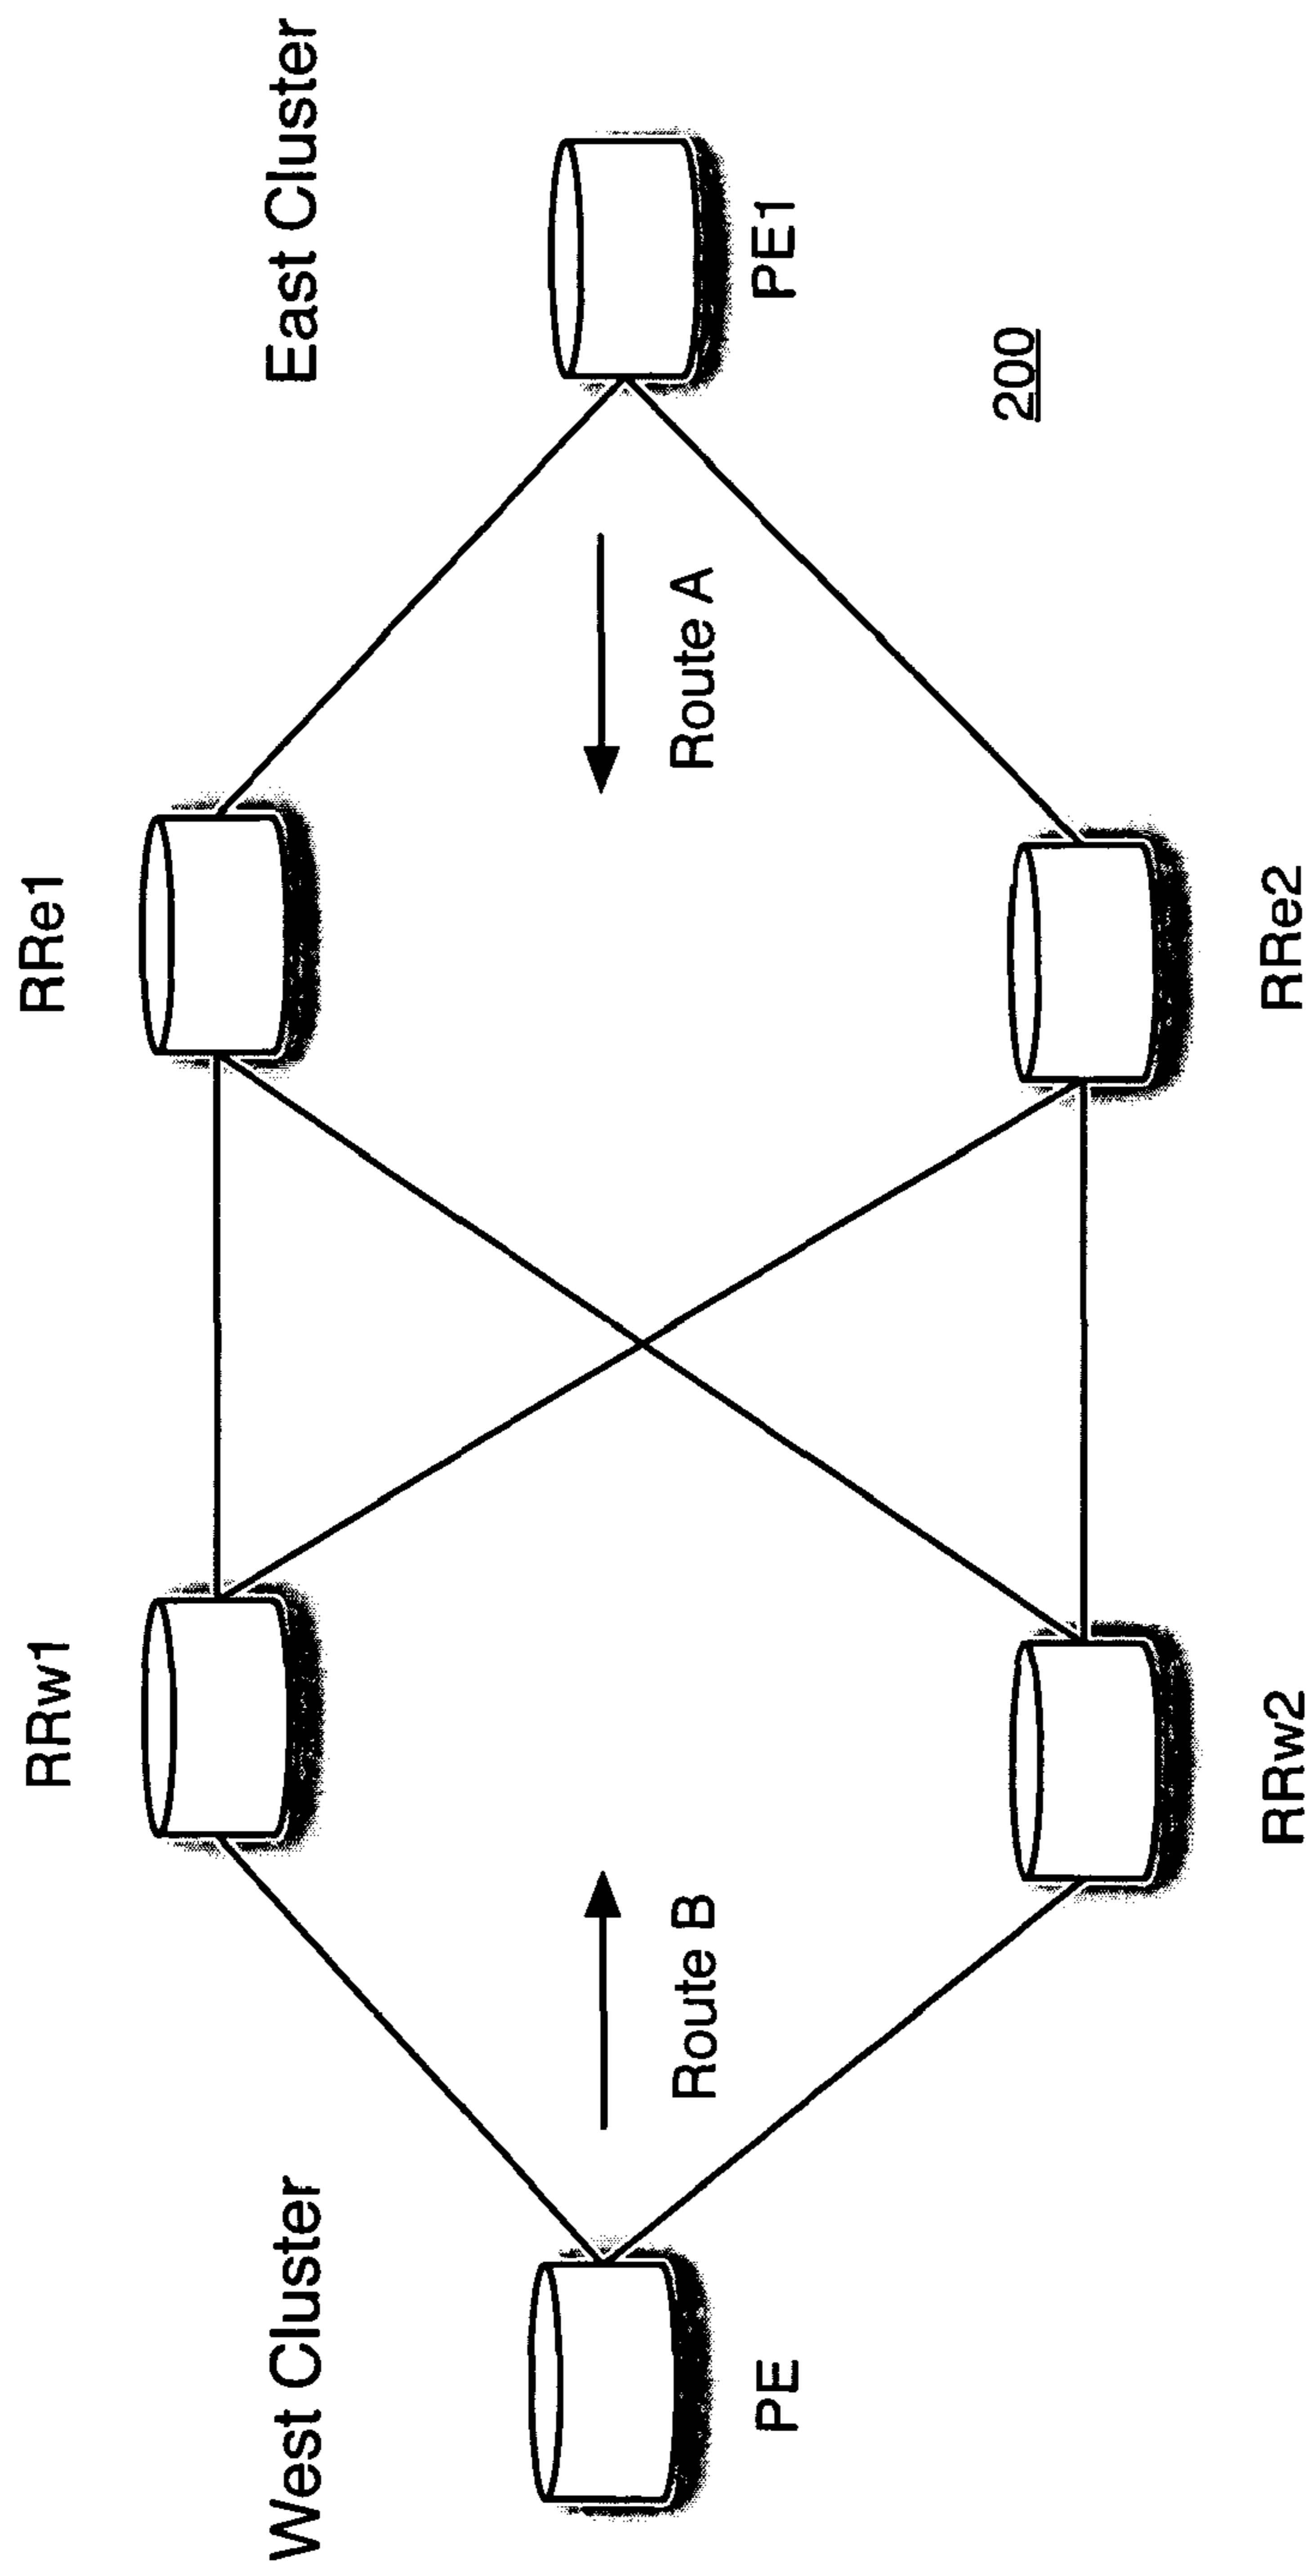 West Cluster
East Cluster
RRw1
RRe1
PE
Route B
Route A
PE1
RRw2
RRe2
200